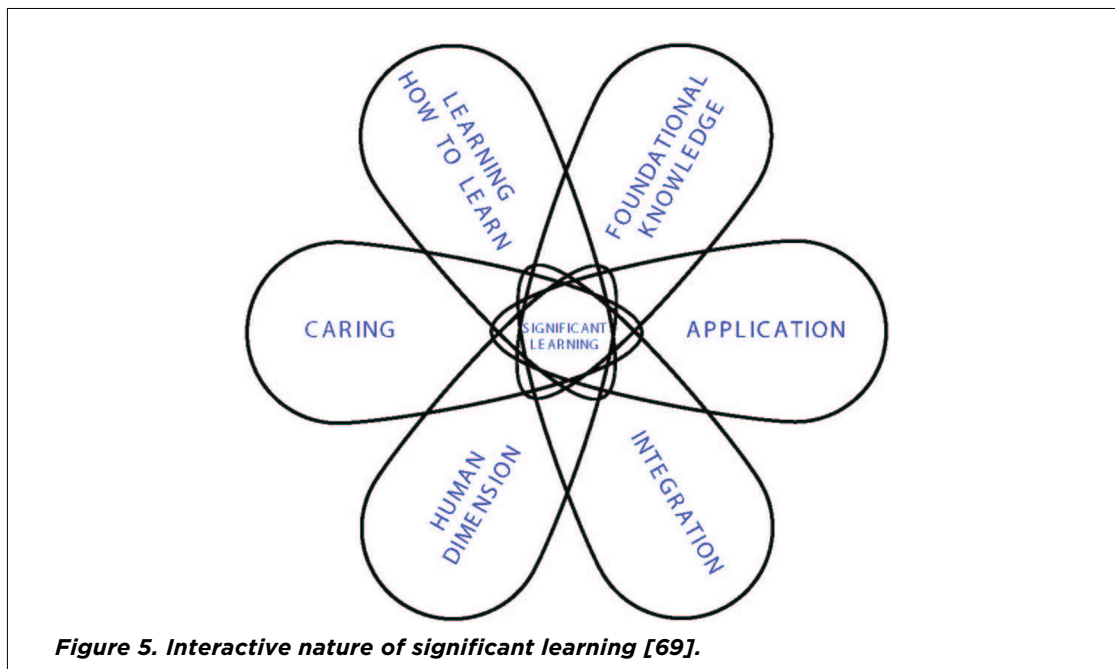 LEARNING
HOW TO LEARN
FOUNDATIONAL
KNOWLEDGE
CARING
SIGNIFICANT
LEARNING
APPLICATION
HUMAN
DIMENSION
INTEGRATION
Figure 5. Interactive nature of significant learning [69].